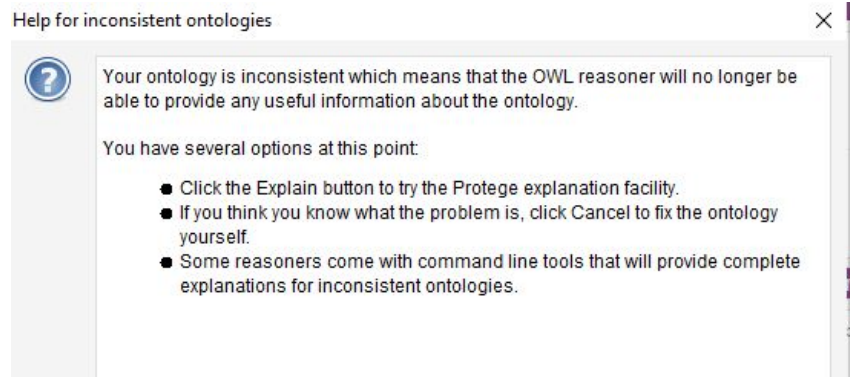 Help for inconsistent ontologies
Your ontology is inconsistent which means that the OWL reasoner will no longer be
able to provide any useful information about the ontology.
You have several options at this point:
● Click the Explain button to try the Protege explanation facility.
● If you think you know what the problem is, click Cancel to fix the ontology
yourself.
● Some reasoners come with command line tools that will provide complete
explanations for inconsistent ontologies.